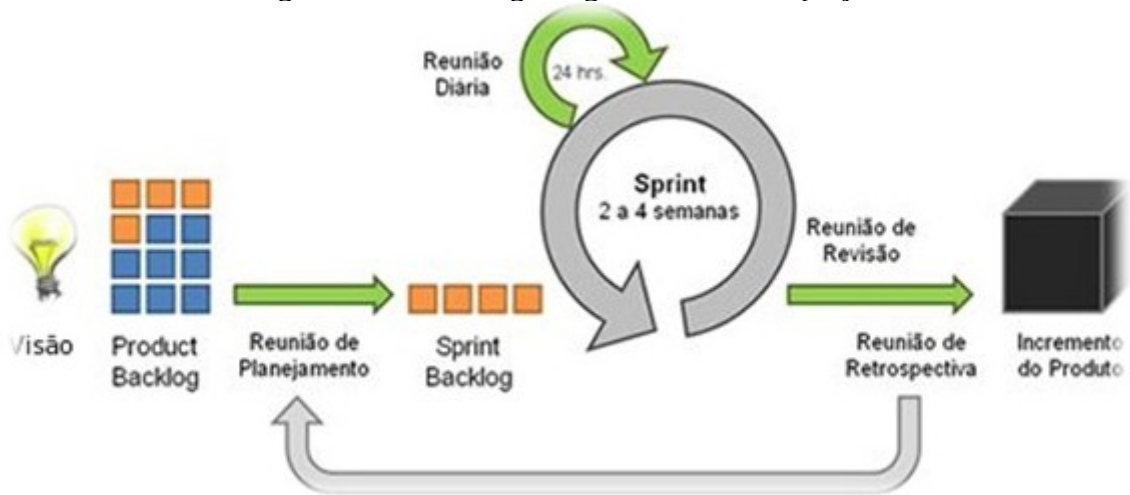 Reunião
Diária
24 hrs.
Sprint
2 a 4 semanas
Reunião de
Revisão
Visão
Product
Backlog
Reunião de
Planejamento
Sprint
Backlog
Reunião de
Retrospectiva
Incremento
do Produto